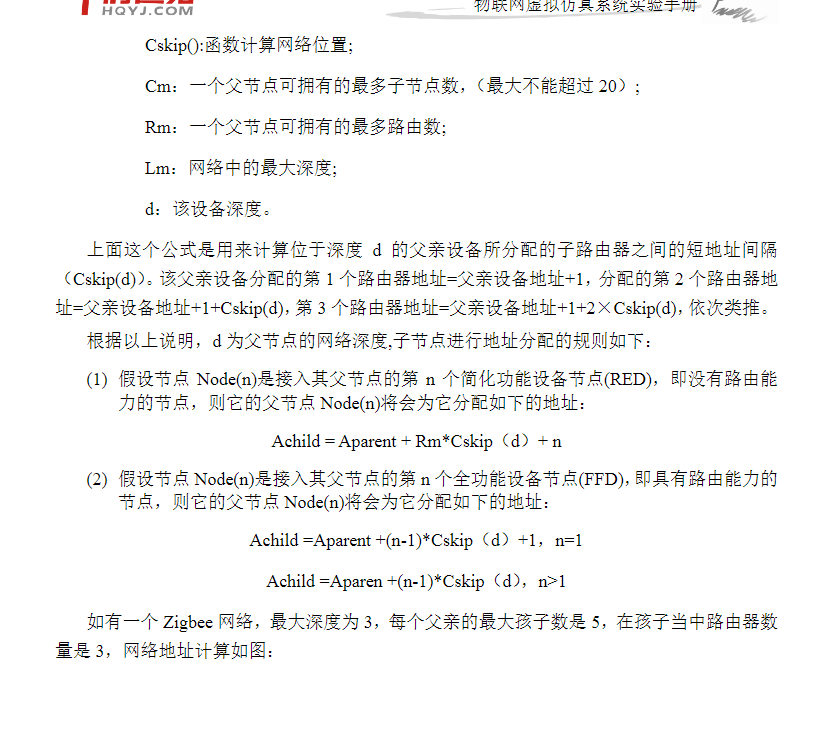 HQYJ.COM
物联网虚拟仿真系统实验手册
Cskip():函数计算网络位置;
Cm：一个父节点可拥有的最多子节点数，（最大不能超过 20）;
Rm：一个父节点可拥有的最多路由数;
Lm：网络中的最大深度;
d：该设备深度。
上面这个公式是用来计算位于深度 d 的父亲设备所分配的子路由器之间的短地址间隔
（Cskip(d)）。该父亲设备分配的第 1 个路由器地址=父亲设备地址+1，分配的第 2 个路由器地
址=父亲设备地址+1+Cskip(d)，第 3 个路由器地址=父亲设备地址+1+2×Cskip(d)，依次类推。
根据以上说明，d 为父节点的网络深度,子节点进行地址分配的规则如下：
(1) 假设节点 Node(n)是接入其父节点的第 n 个简化功能设备节点(RED)，即没有路由能
力的节点，则它的父节点 Node(n)将会为它分配如下的地址：
Achild = Aparent + Rm*Cskip（d）+ n
(2) 假设节点 Node(n)是接入其父节点的第 n 个全功能设备节点(FFD)，即具有路由能力的
节点，则它的父节点 Node(n)将会为它分配如下的地址：
Achild =Aparent +(n-1)*Cskip（d）+1，n=1
Achild =Aparen +(n-1)*Cskip（d），n>1
如有一个 Zigbee 网络，最大深度为 3，每个父亲的最大孩子数是 5，在孩子当中路由器数
量是 3，网络地址计算如图：